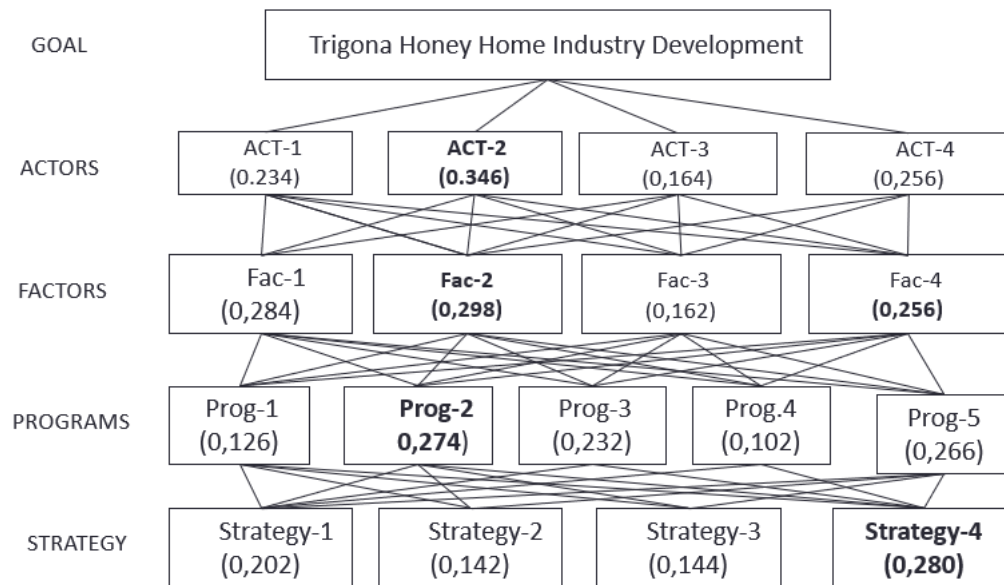 GOAL
Trigona Honey Home Industry Development
ACTORS
ACT-1
(0.234)
ACT-2
(0.346)
ACT-3
(0,164)
ACT-4
(0,256)
FACTORS
Fac-1
(0,284)
Fac-2
(0,298)
Fac-3
(0,162)
Fac-4
(0,256)
PROGRAMS
Prog-1
(0,126)
Prog-2
0,274)
Prog-3
(0,232)
Prog.4
(0,102)
Prog-5
(0,266)
STRATEGY
Strategy-1
(0,202)
Strategy-2
(0,142)
Strategy-3
(0,144)
Strategy-4
(0,280)